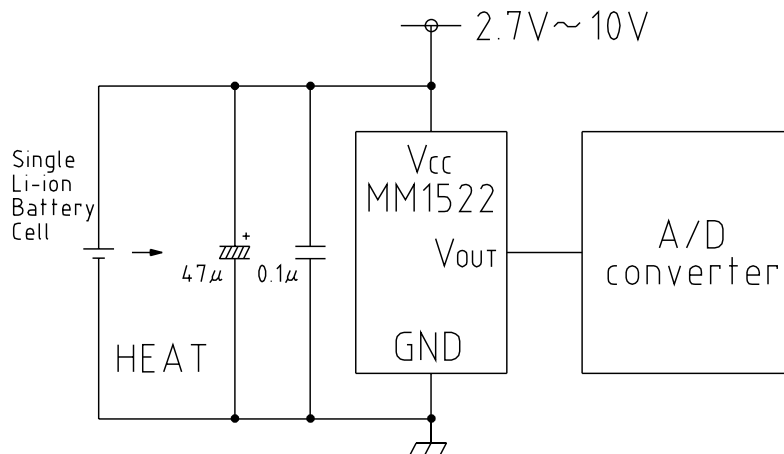 2.7V～10V
Single
Li-ion
Battery
Cell
47μ
+
0.1μ
HEAT
Vcc
MM1522
VOUT
GND
A/D
converter